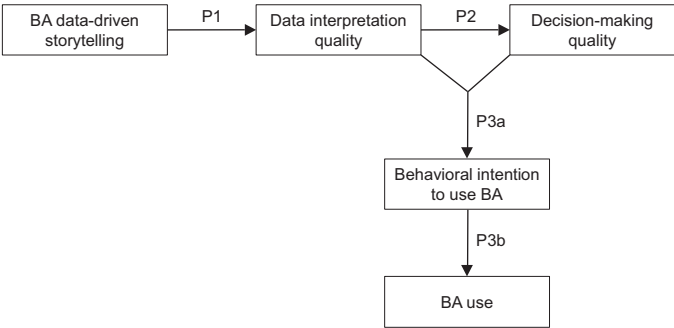 BA data-driven
storytelling
P1
Data interpretation
quality
P2
Decision-making
quality
P3a
Behavioral intention
to use BA
P3b
BA use